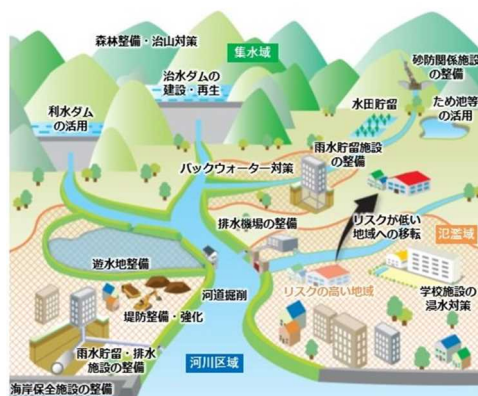 森林整備・治山対策
集水域
砂防関係施設
の整備
治水ダムの
建設・再生
利水ダム
の活用
水田貯留
ため池等
の活用
雨水貯留施設
の整備
バックウォーター対策
排水機場の整備
リスクが低い
地域への移転
氾濫域
遊水地整備
河道掘削
リスクの高い地域
学校施設の
浸水対策
堤防整備・強化
雨水貯留・排水
施設の整備
河川区域
海岸保全施設の整備